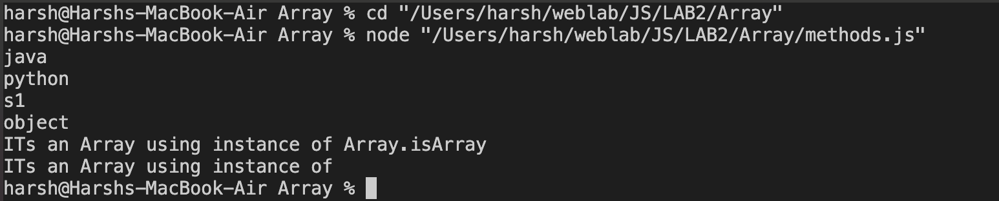 harsh@Harshs-MacBook-Air Array % cd "/Users/harsh/weblab/JS/LAB2/Array"
harsh@Harshs-MacBook-Air Array % node "/Users/harsh/weblab/JS/LAB2/Array/methods.js"
java
python
s1
object
ITs an Array using instance of Array.isArray
ITs an Array using instance of
harsh@Harshs-MacBook-Air Array %